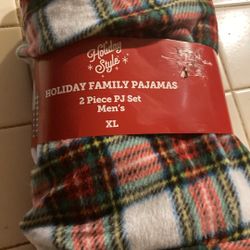 Holiday
Style
HOLIDAY FAMILY PAJAMAS
2 Piece PJ Set
Men's
XL